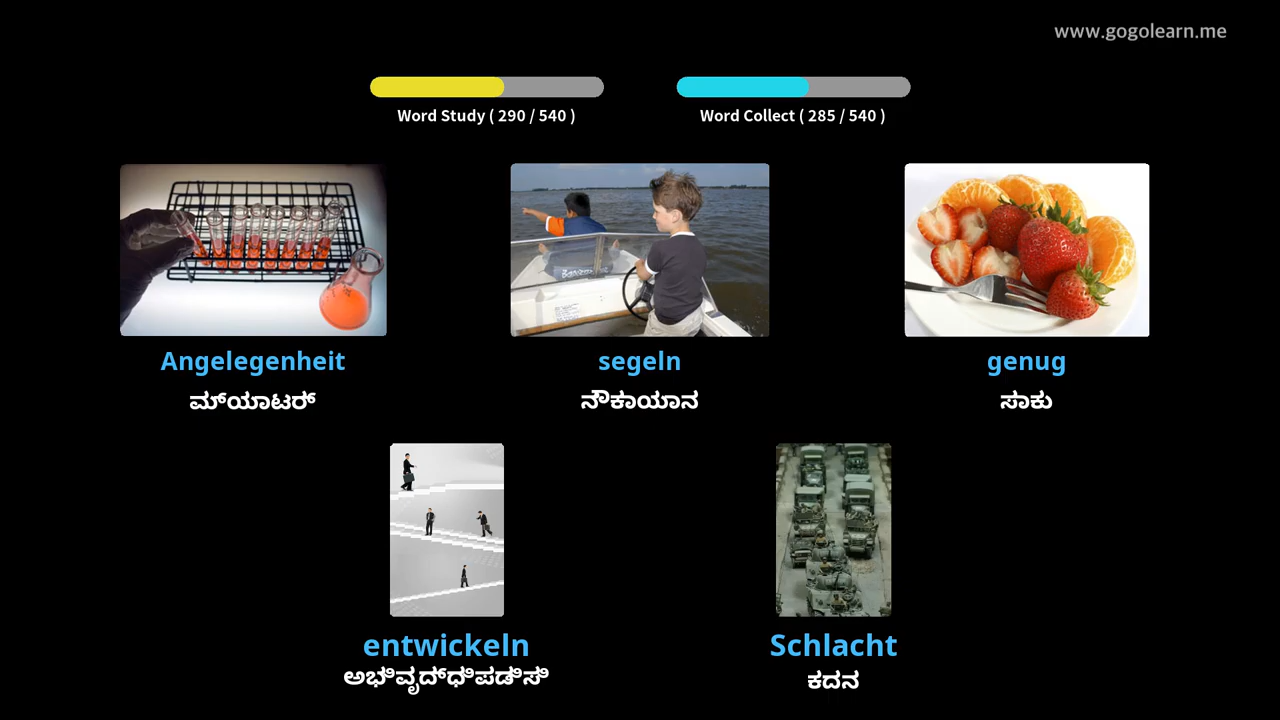 www.gogolearn.me
Word Study ( 290 / 540 )
Word Collect ( 285 / 540 )
Angelegenheit
segeln
genug
ಮ್ಯಾಟರ್
ನೌಕಾಯಾನ
ಸಾಕು
entwickeln
Schlacht
ಅಭಿವೃದ್ಧಿಪಡಿಸಿ
ಕದನ